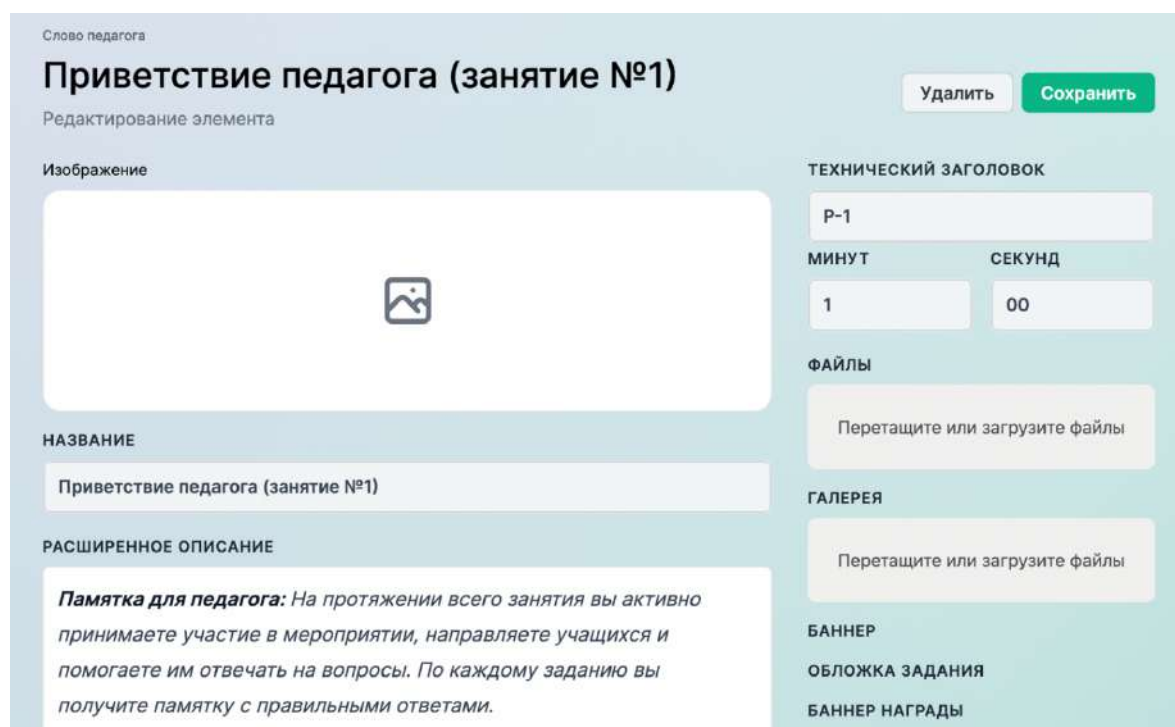 Слово педагога
Приветствие педагога (занятие №1)
Редактирование элемента
Удалить
Сохранить
Изображение
НАЗВАНИЕ
Приветствие педагога (занятие №1)
РАСШИРЕННОЕ ОПИСАНИЕ
Памятка для педагога: На протяжении всего занятия вы активно
принимаете участие в мероприятии, направляете учащихся и
помогаете им отвечать на вопросы. По каждому заданию вы
получите памятку с правильными ответами.
ТЕХНИЧЕСКИЙ ЗАГОЛОВОК
P-1
МИНУТ СЕКУНД
1 00
ФАЙЛЫ
Перетащите или загрузите файлы
ГАЛЕРЕЯ
Перетащите или загрузите файлы
БАННЕР
ОБЛОЖКА ЗАДАНИЯ
БАННЕР НАГРАДЫ